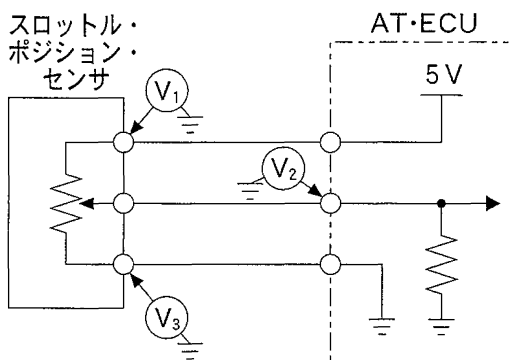 スロットル・
ポジション・
センサ
AT・ECU
5V
V₁
V₂
V₃